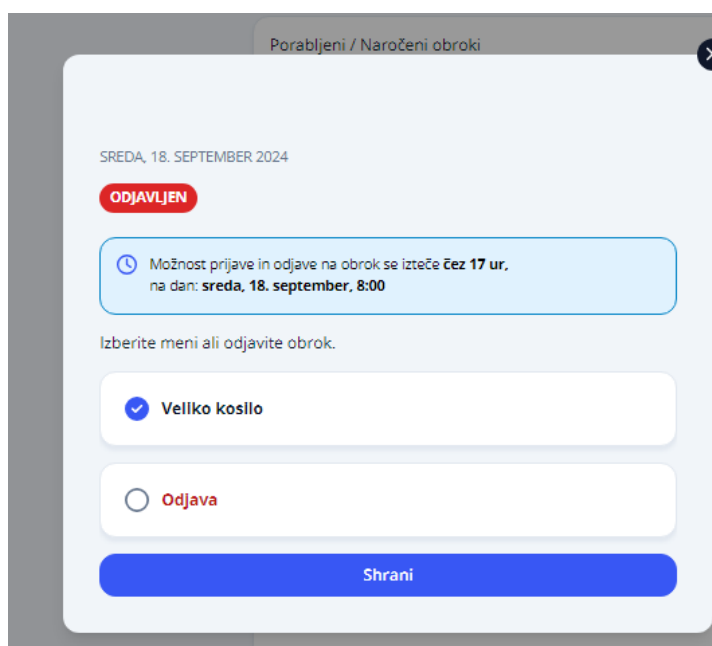 Porabljeni / Naročeni obroki
SREDA, 18. SEPTEMBER 2024
ODJAVLJEN
Možnost prijave in odjave na obrok se izteče čez 17 ur,
na dan: sreda, 18. september, 8:00
Izberite meni ali odjavite obrok.
Veliko kosilo
Odjava
Shrani